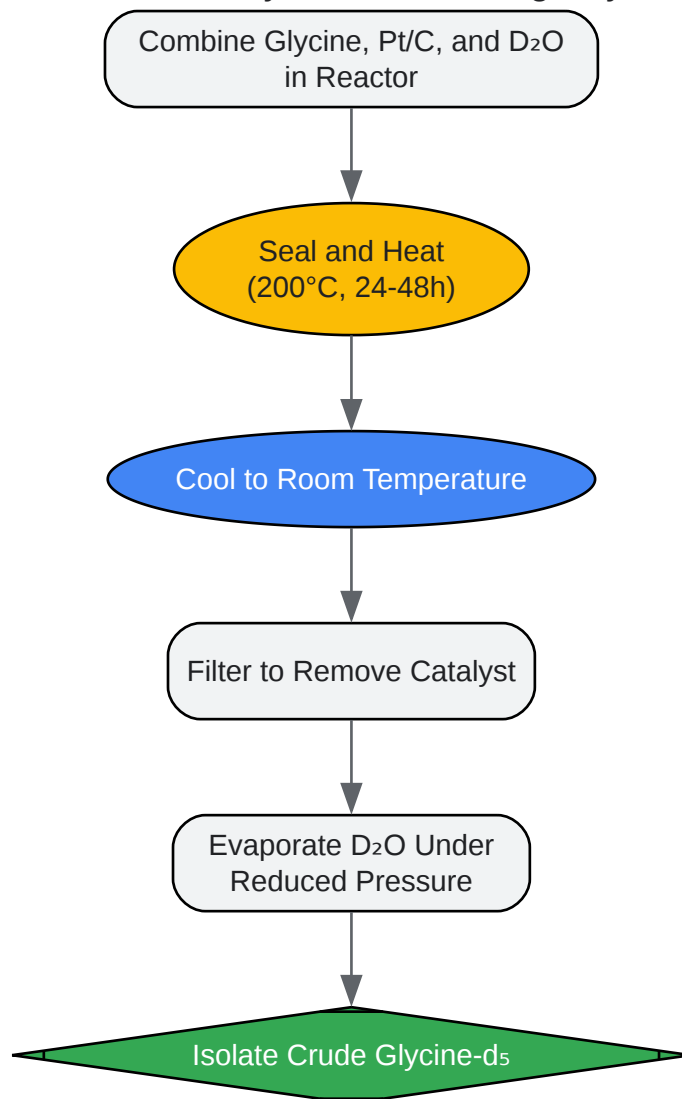 Combine Glycine, Pt/C, and D₂O
in Reactor
Seal and Heat
(200°C, 24-48h)
Cool to Room Temperature
Filter to Remove Catalyst
Evaporate D₂O Under
Reduced Pressure
Isolate Crude Glycine-d₅